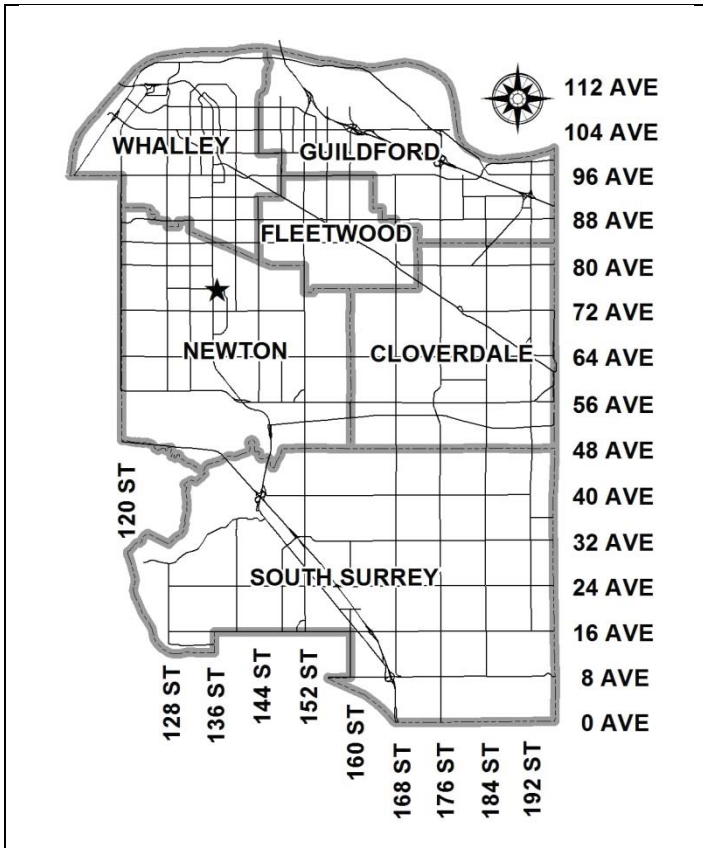 112 AVE
104 AVE
WHALLEY
GUILDFORD
96 AVE
88 AVE
FLEETWOOD
80 AVE
72 AVE
NEWTON
CLOVERDALE
64 AVE
56 AVE
48 AVE
120 ST
40 AVE
32 AVE
SOUTH SURREY
24 AVE
16 AVE
128 ST
136 ST
144 ST
152 ST
160 ST
8 AVE
0 AVE
168 ST
176 ST
184 ST
192 ST